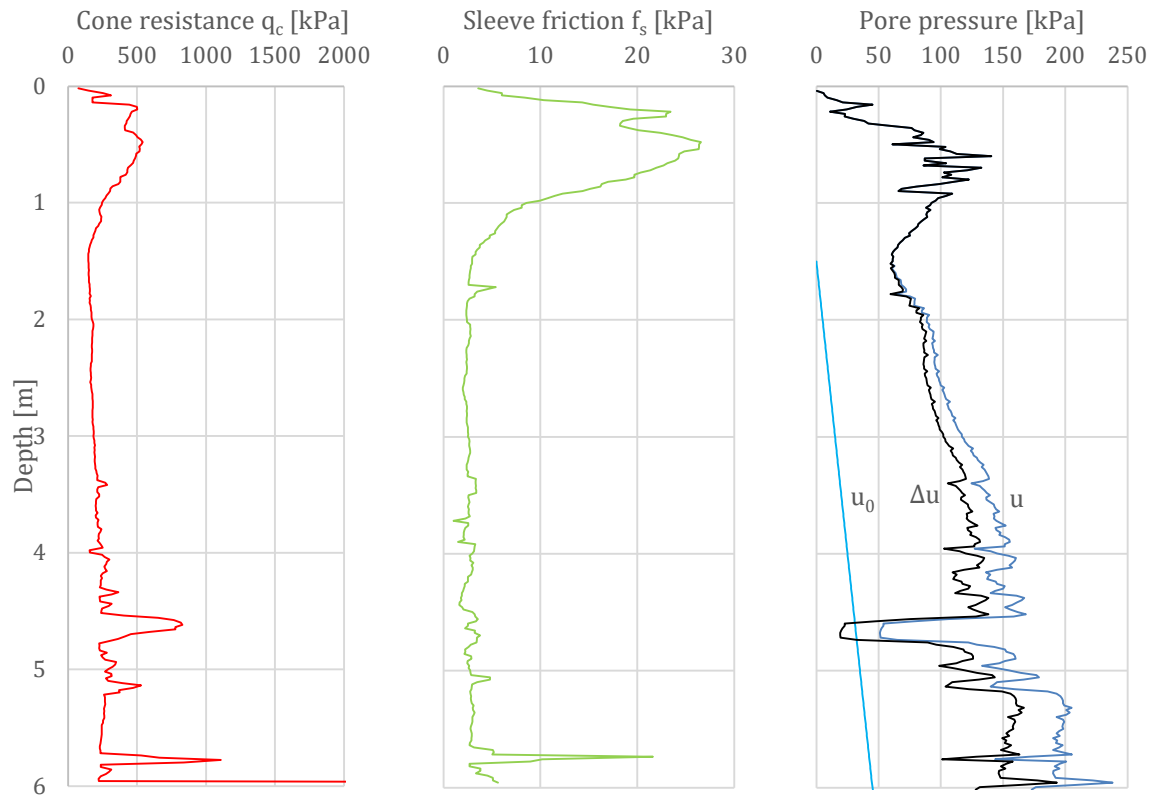 Cone resistance q_c [kPa] Sleeve friction f_s [kPa] Pore pressure [kPa]
0 500 1000 1500 2000 0 10 20 30 0 50 100 150 200 250
0
1
2
3
4
5
6
Depth [m]
u_0 Δu u